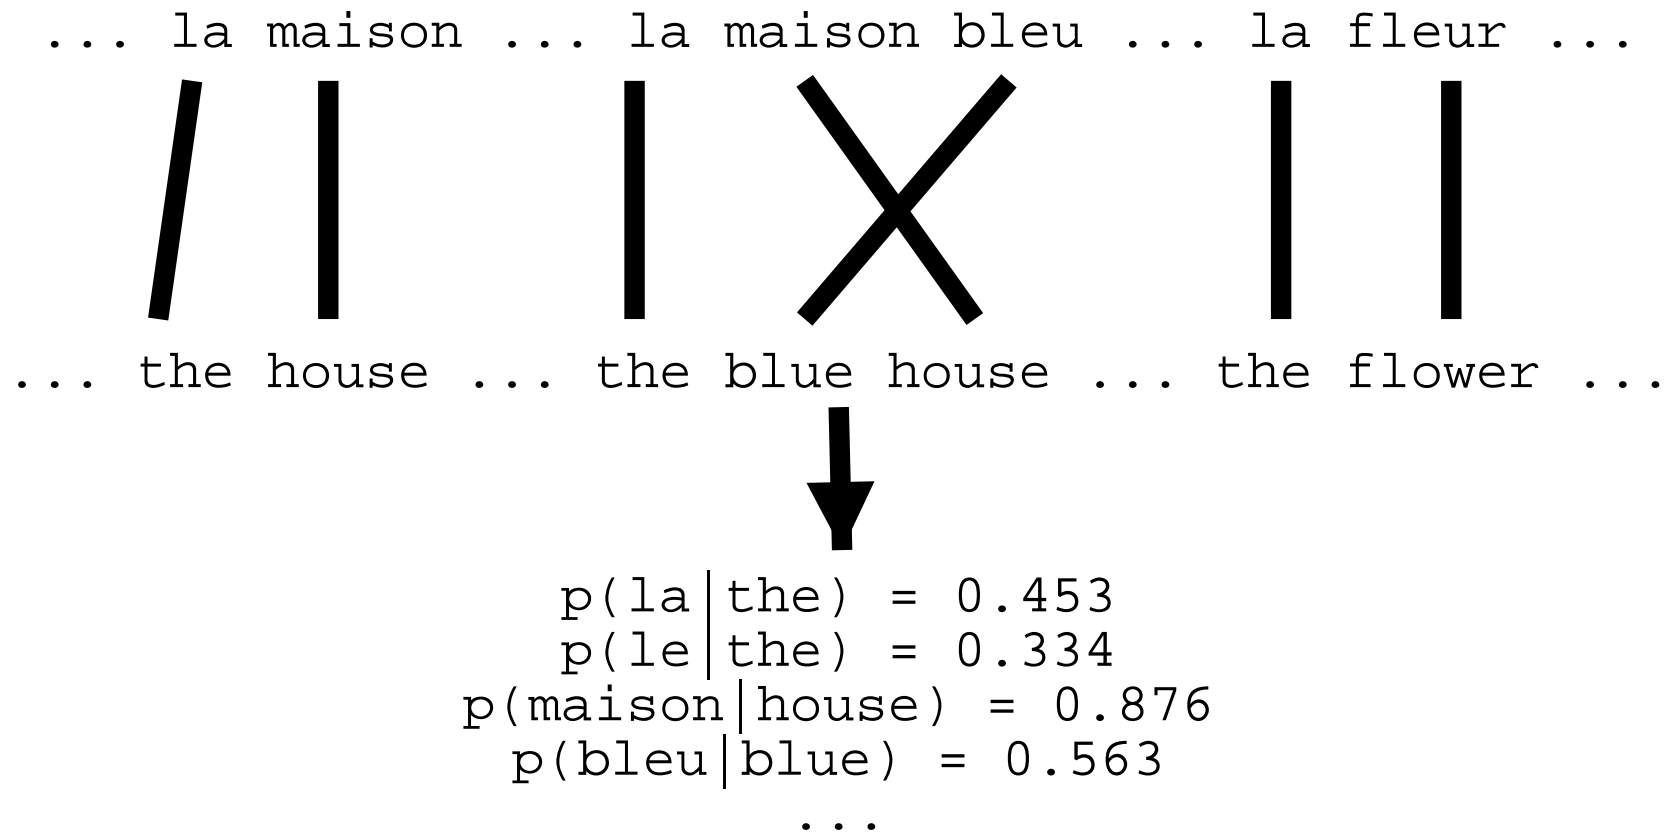 ... la maison ... la maison bleu ... la fleur ...
... the house ... the blue house ... the flower ...
p(la|the) = 0.453
p(le|the) = 0.334
p(maison|house) = 0.876
p(bleu|blue) = 0.563
...